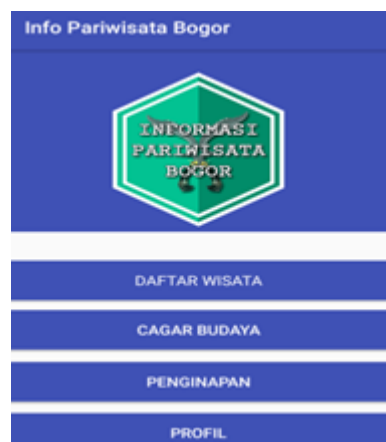 Info Pariwisata Bogor
INFORMASI
PARIWISATA
BOGOR
DAFTAR WISATA
CAGAR BUDAYA
PENGINAPAN
PROFIL